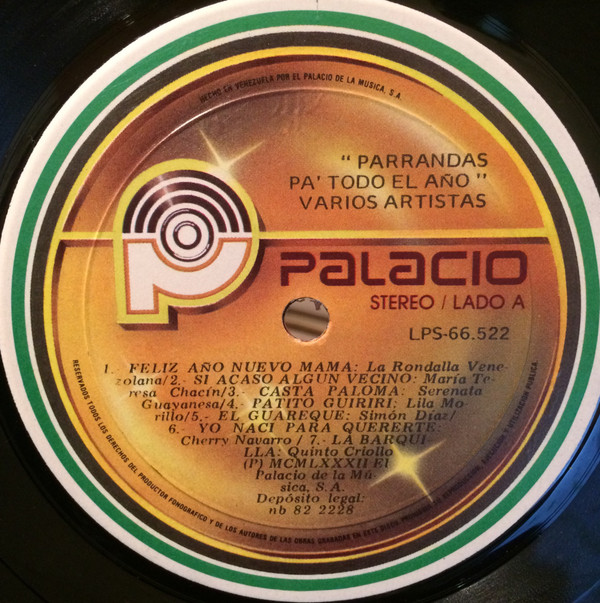 HECHO EN VENEZUELA POR EL PALACIO DE LA MUSICA, S.A.
" PARRANDAS
PA' TODO EL AÑO "
VARIOS ARTISTAS
PALACIO
STEREO / LADO A
LPS-66.522
1. FELIZ AÑO NUEVO MAMA: La Rondalla Vene-
zolana/2.- SI ACASO ALGUN VECINO: María Te-
resa Chacín/3.- CASTA PALOMA: Serenata
Guayanesa/4.- PATITO GUIRIRI: Lila Mo-
rillo/5.- EL GUAREQUE: Simón Díaz/
6.- YO NACI PARA QUERERTE:
Cherry Navarro / 7.- LA BARQUI-
LLA: Quinto Criollo
(P) MCMLXXXII El
Palacio de la Mú-
sica, S.A.
Depósito legal:
nb 82 2228
RESERVADOS TODOS LOS DERECHOS DEL PRODUCTOR FONOGRAFICO Y DE LOS AUTORES DE LAS OBRAS GRABADAS EN ESTE DISCO. EJECUCION Y UTILIZACION PUBLICA